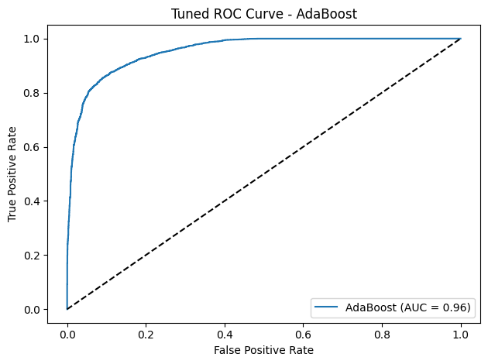 Tuned ROC Curve - AdaBoost
1.0
0.8
0.6
0.4
0.2
0.0
True Positive Rate
AdaBoost (AUC = 0.96)
0.0 0.2 0.4 0.6 0.8 1.0
False Positive Rate